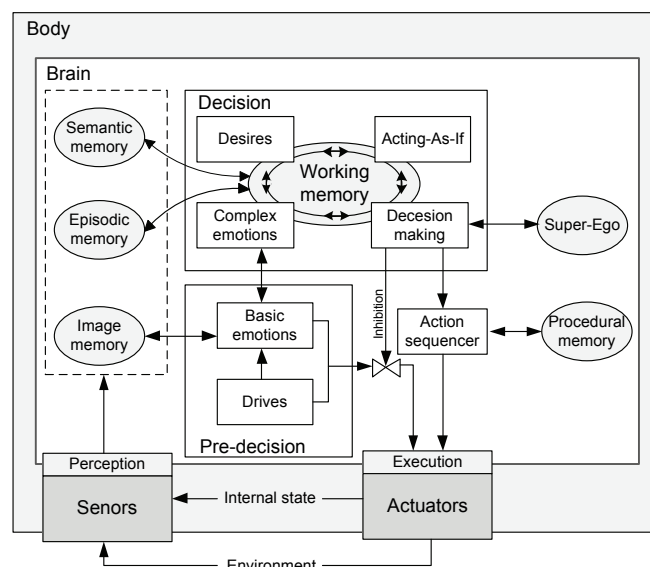 Body
Brain
Decision
Semantic
memory
Desires
Acting-As-If
Working
memory
Episodic
memory
Complex
emotions
Decesion
making
Super-Ego
Inhibition
Image
memory
Basic
emotions
Action
sequencer
Procedural
memory
Drives
Pre-decision
Perception
Execution
Senors
Internal state
Actuators
Environment